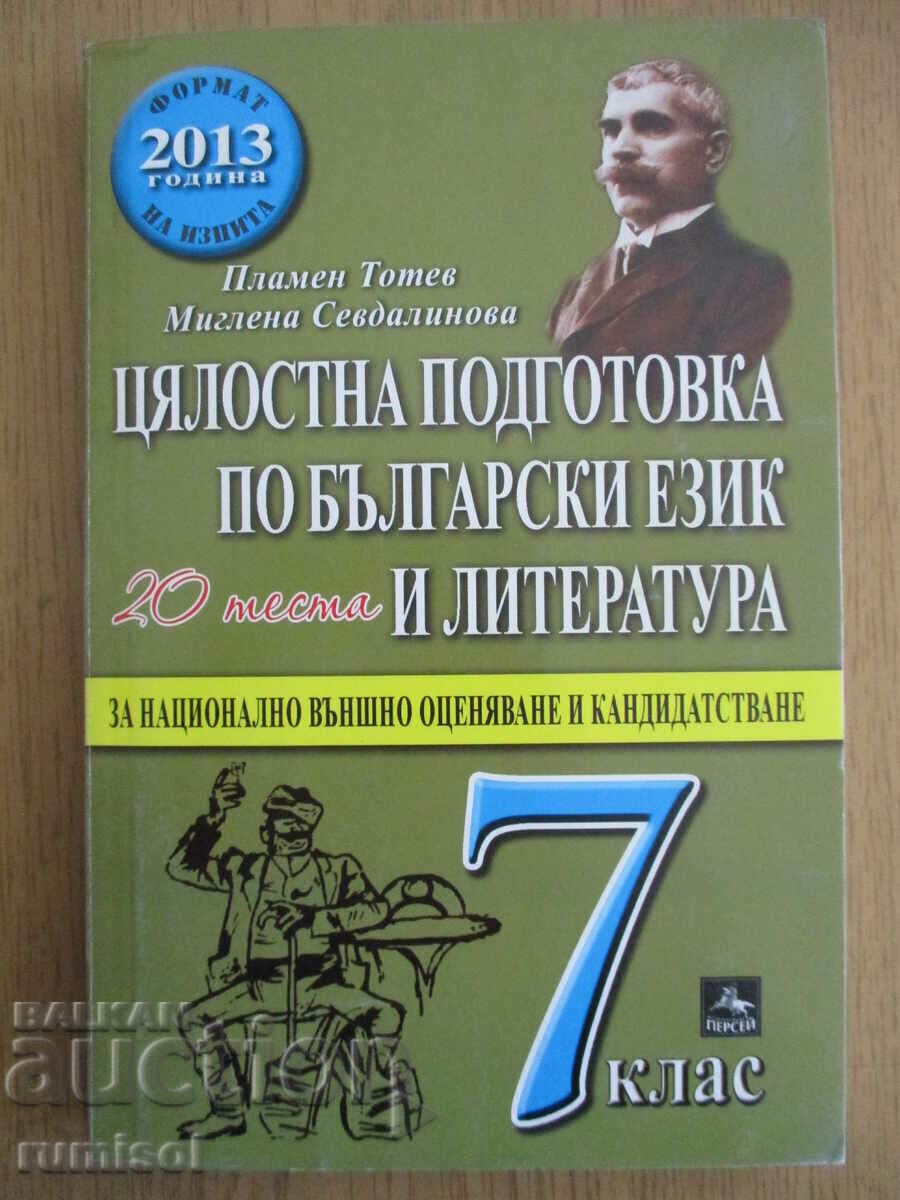 ФОРМАТ
2013
година
НА ИЗПИТА
Пламен Тотев
Миглена Севдалинова
ЦЯЛОСТНА ПОДГОТОВКА
ПО БЪЛГАРСКИ ЕЗИК
20 теста И ЛИТЕРАТУРА
ЗА НАЦИОНАЛНО ВЪНШНО ОЦЕНЯВАНЕ И КАНДИДАТСТВАНЕ
7
клас
ПЕРСЕЙ
BALKAN
auction
rumisol